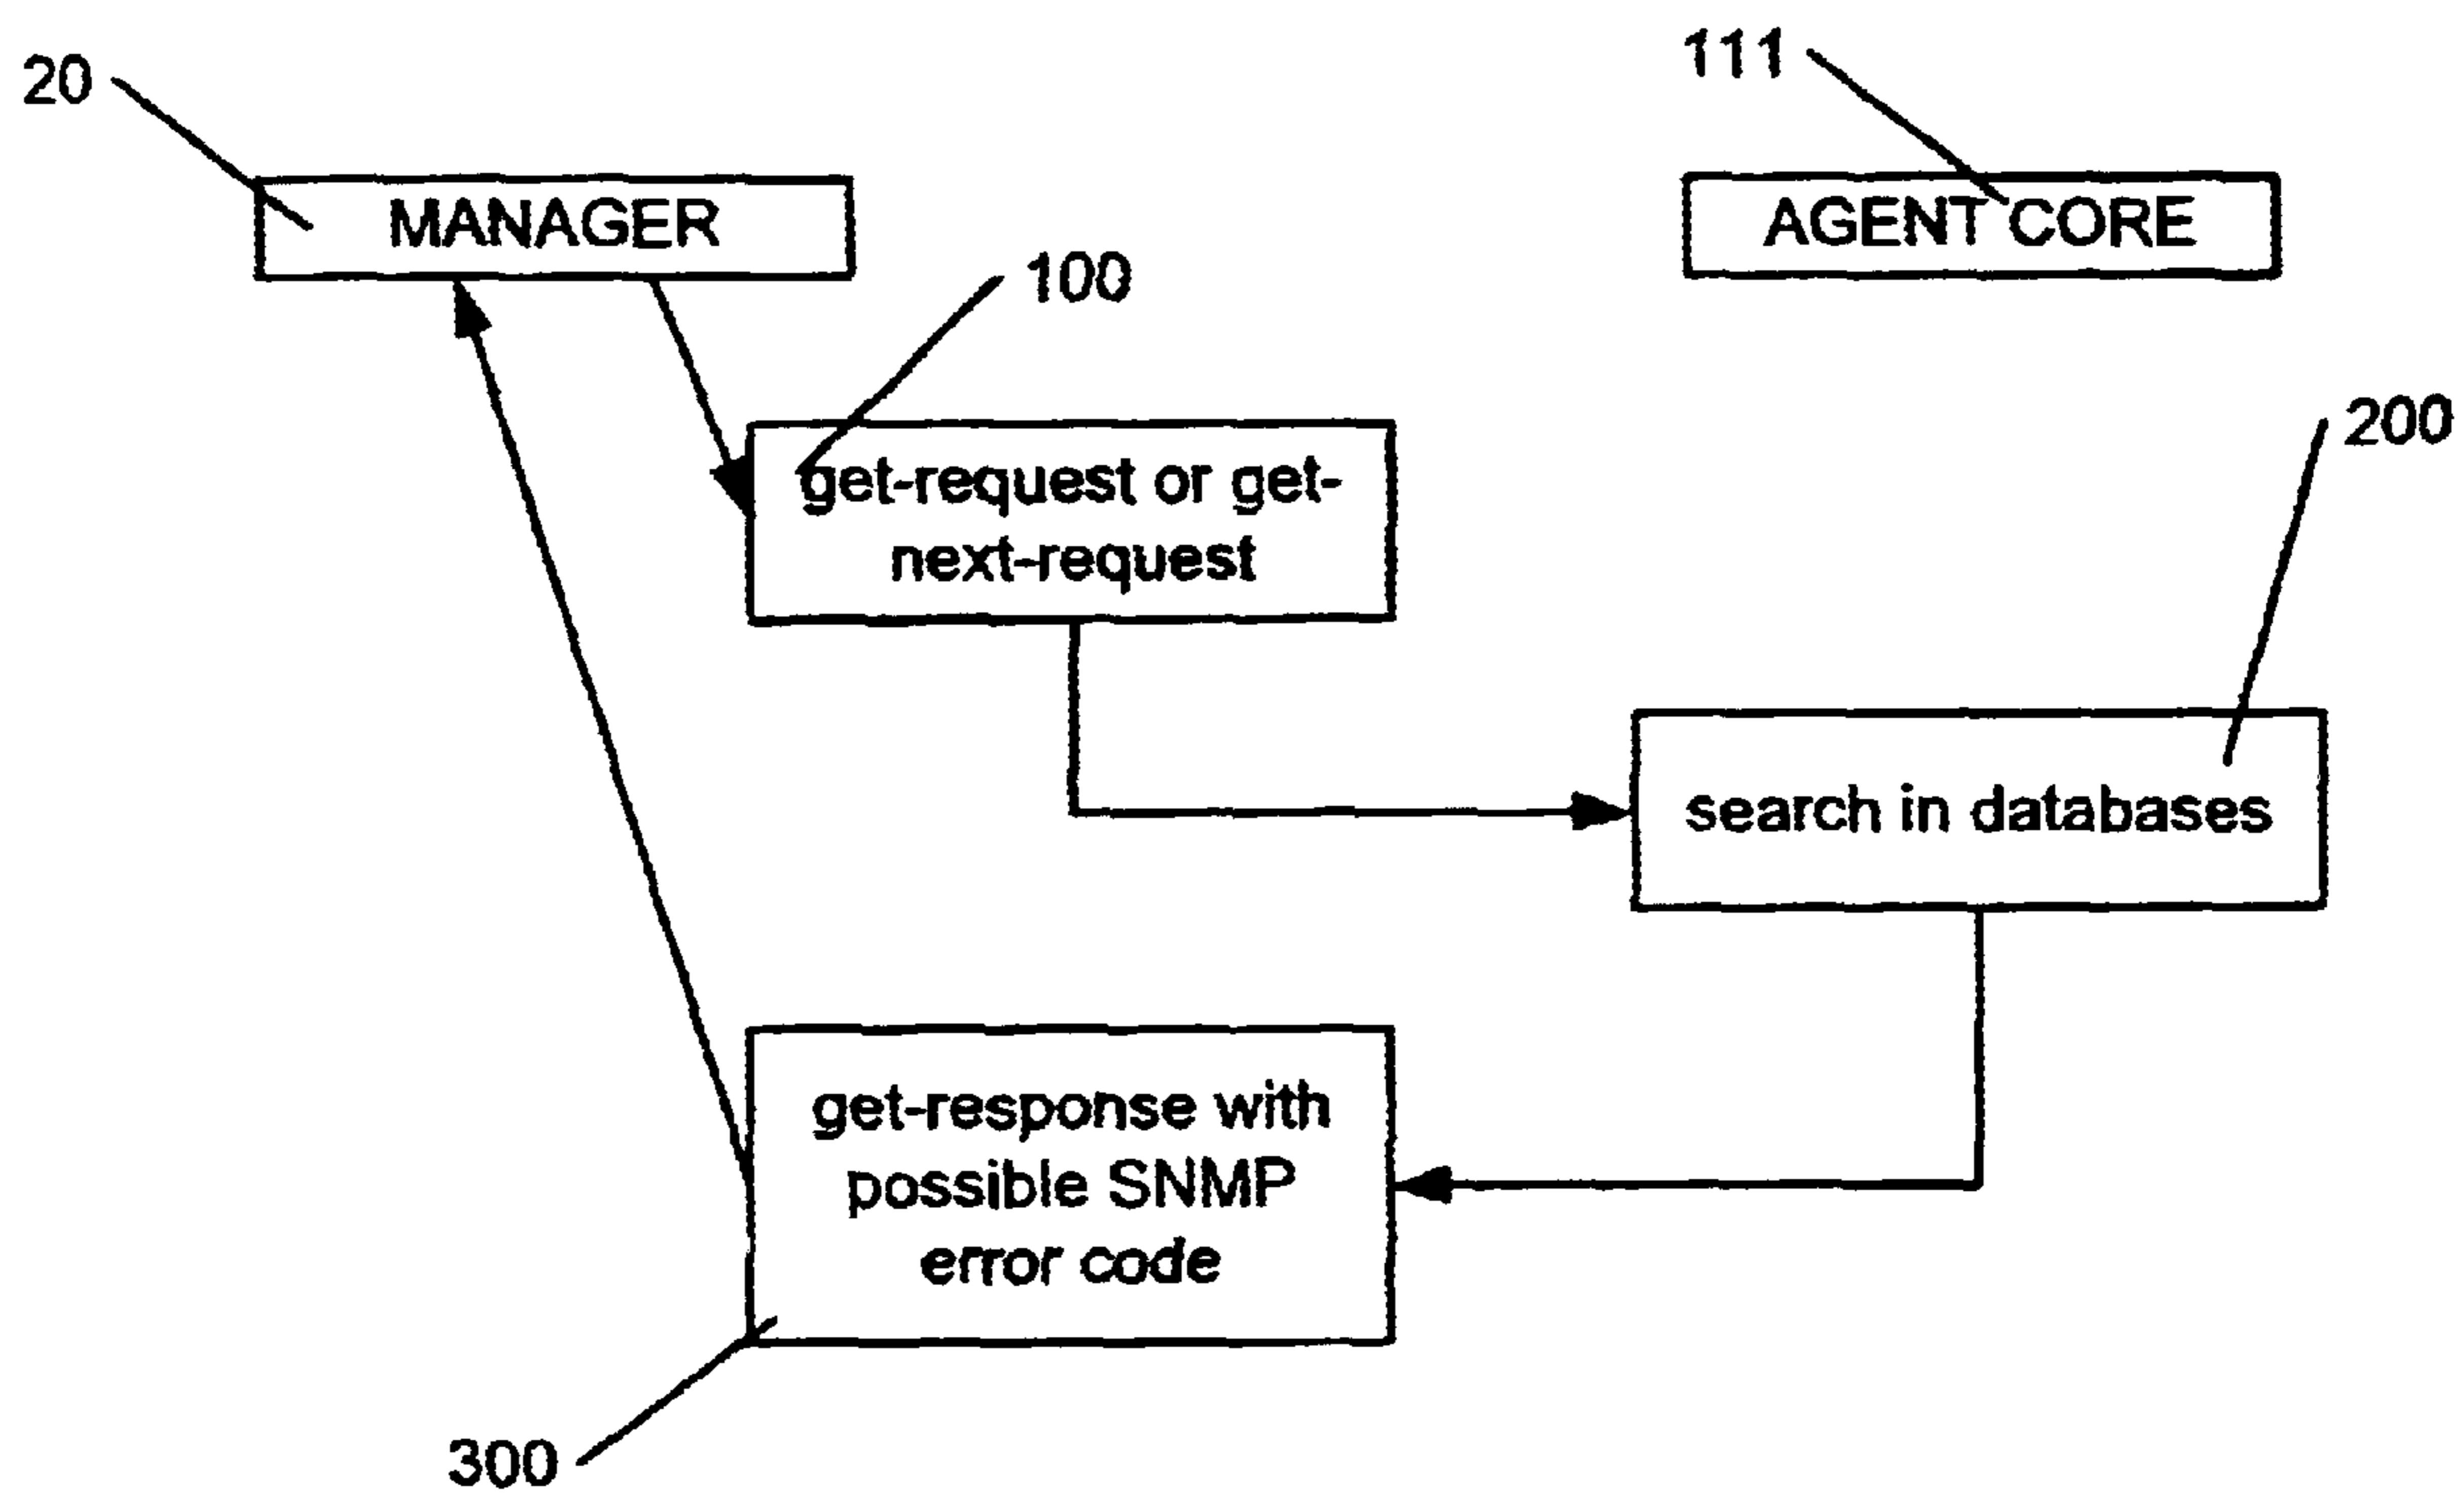 20
111
MANAGER
AGENT CORE
100
200
get-request or get-
next-request
search in databases
get-response with
possible SNMP
error code
300